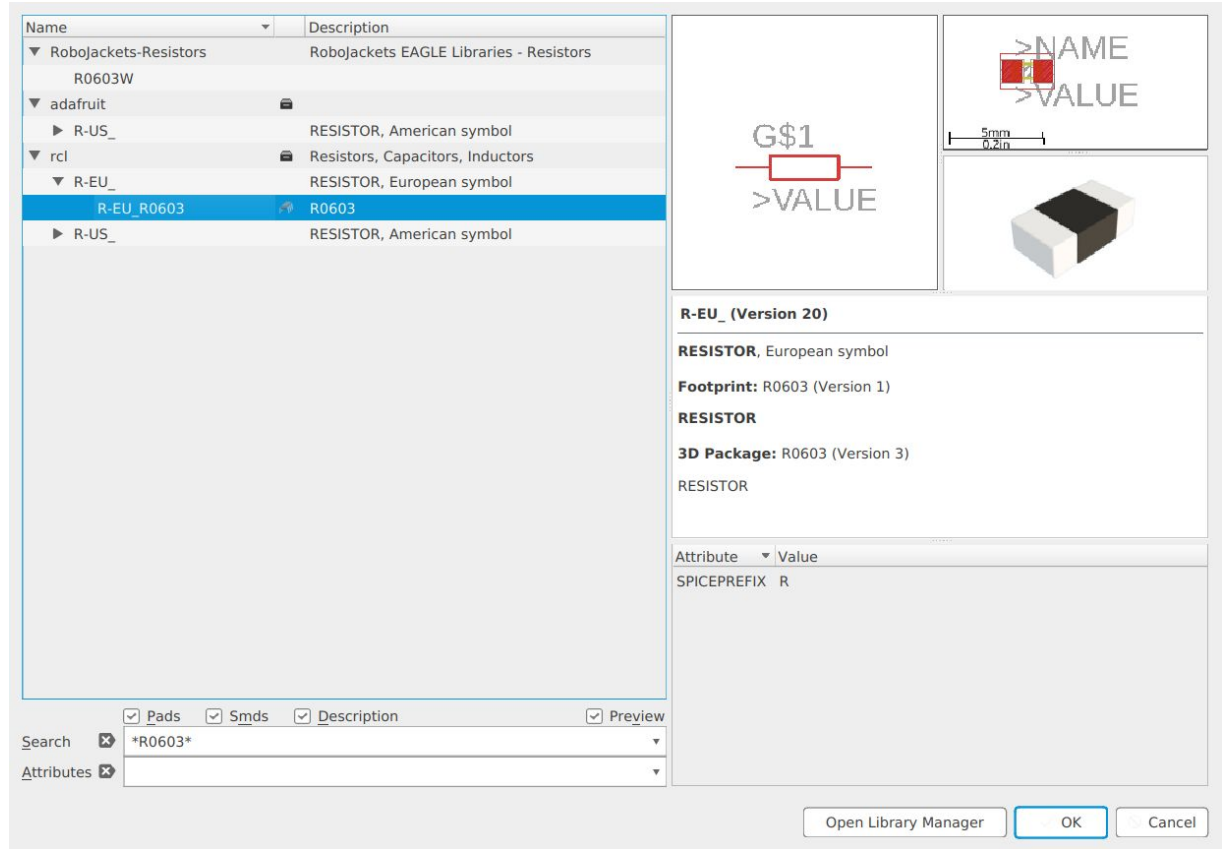 Name Description
RoboJackets-Resistors RoboJackets EAGLE Libraries - Resistors
R0603W
adafruit
R-US_ RESISTOR, American symbol
rcl Resistors, Capacitors, Inductors
R-EU_ RESISTOR, European symbol
R-EU_R0603 R0603
R-US_ RESISTOR, American symbol
Pads Smds Description Preview
Search *R0603*
Attributes
G$1
>VALUE
>NAME
>VALUE
5mm
0.2in
R-EU_ (Version 20)
RESISTOR, European symbol
Footprint: R0603 (Version 1)
RESISTOR
3D Package: R0603 (Version 3)
RESISTOR
Attribute Value
SPICEPREFIX R
Open Library Manager OK Cancel